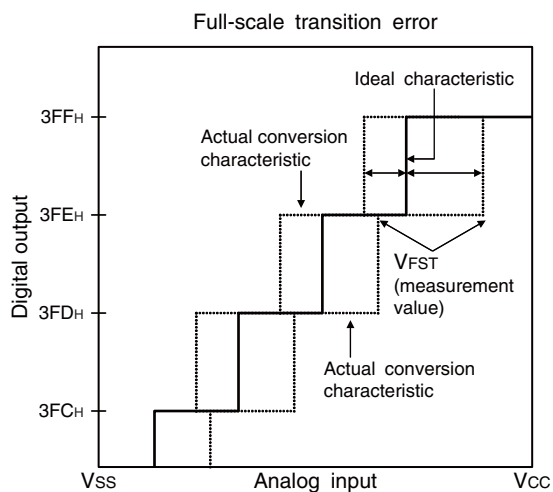 Full-scale transition error
Ideal characteristic
3FFH
Actual conversion
characteristic
3FEH
VFST
(measurement
value)
Digital output
3FDH
Actual conversion
characteristic
3FCH
VSS
Analog input
VCC